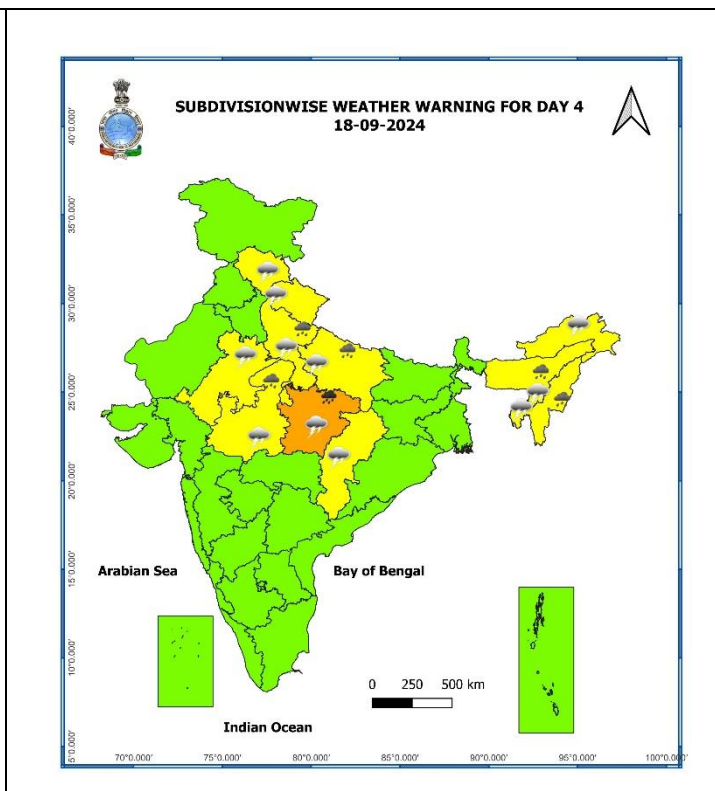 SUBDIVISIONWISE WEATHER WARNING FOR DAY 4
18-09-2024
40°0.000'
35°0.000'
30°0.000'
25°0.000'
20°0.000'
15°0.000'
10°0.000'
5°0.000'
Arabian Sea
Bay of Bengal
0 250 500 km
Indian Ocean
70°0.000' 75°0.000' 80°0.000' 85°0.000' 90°0.000' 95°0.000' 100°0.000'